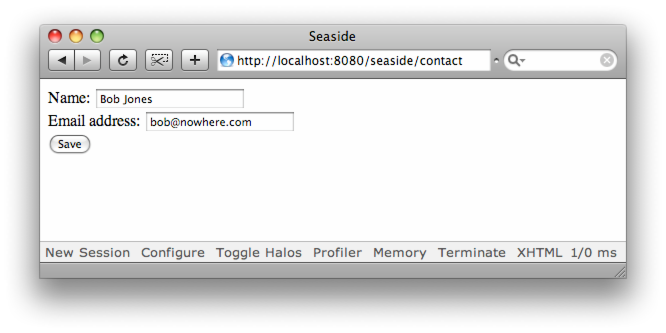 Seaside
http://localhost:8080/seaside/contact
Name: Bob Jones
Email address: bob@nowhere.com
Save
New Session Configure Toggle Halos Profiler Memory Terminate XHTML 1/0 ms